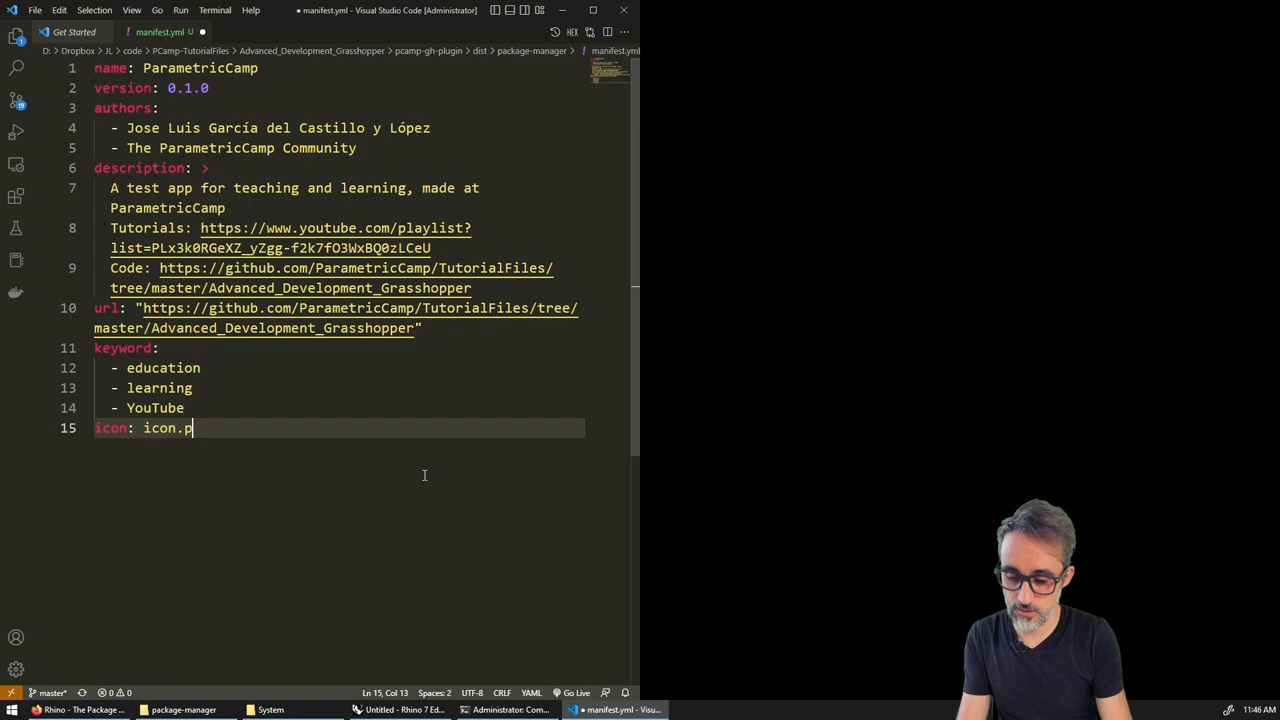 File Edit Selection View Go Run Terminal Help
● manifest.yml - Visual Studio Code [Administrator]
Get Started
manifest.yml U ●
HEX
D: > Dropbox > JL > code > PCamp-TutorialFiles > Advanced_Development_Grasshopper > pcamp-gh-plugin > dist > package-manager > ! manifest.yml
1 name: ParametricCamp
2 version: 0.1.0
3 authors:
4 - Jose Luis García del Castillo y López
5 - The ParametricCamp Community
6 description: >
7 A test app for teaching and learning, made at
ParametricCamp
8 Tutorials: https://www.youtube.com/playlist?
list=PLx3k0RGeXZ_yZgg-f2k7fO3WxBQ0zLCeU
9 Code: https://github.com/ParametricCamp/TutorialFiles/
tree/master/Advanced_Development_Grasshopper
10 url: "https://github.com/ParametricCamp/TutorialFiles/tree/
master/Advanced_Development_Grasshopper"
11 keyword:
12 - education
13 - learning
14 - YouTube
15 icon: icon.p
1
19
master* 0 0 Ln 15, Col 13 Spaces: 2 UTF-8 CRLF YAML Go Live
Rhino - The Package ... package-manager System Untitled - Rhino 7 Ed... Administrator: Com... ● manifest.yml - Visu... 11:46 AM